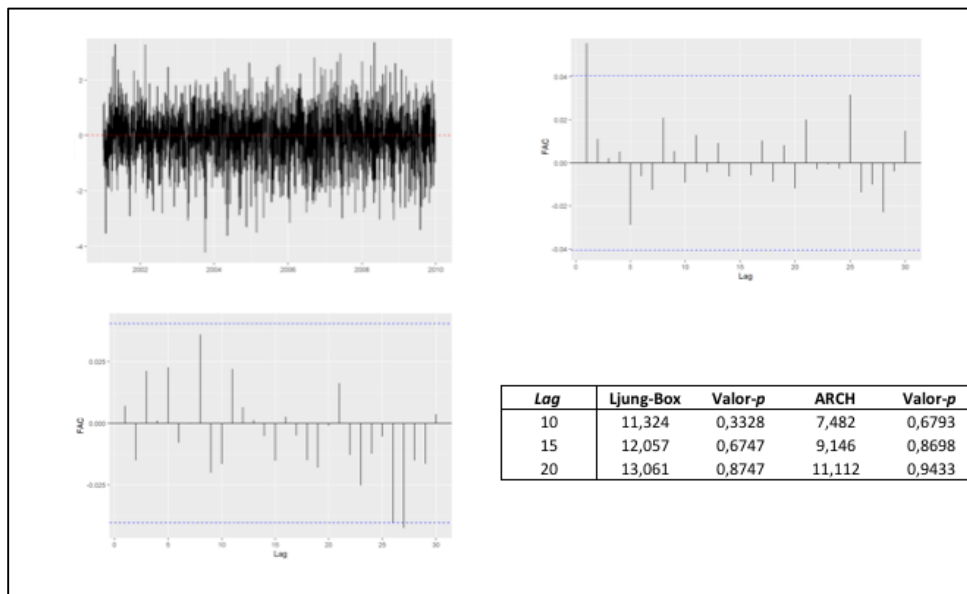 2
0
-2
-4
2002 2004 2006 2008 2010
FAC
0.04
0.02
0.00
-0.02
-0.04
0 5 10 15 20 25 30
Lag
FAC
0.025
0.000
-0.025
0 5 10 15 20 25 30
Lag
Lag Ljung-Box Valor-p ARCH Valor-p
10 11,324 0,3328 7,482 0,6793
15 12,057 0,6747 9,146 0,8698
20 13,061 0,8747 11,112 0,9433